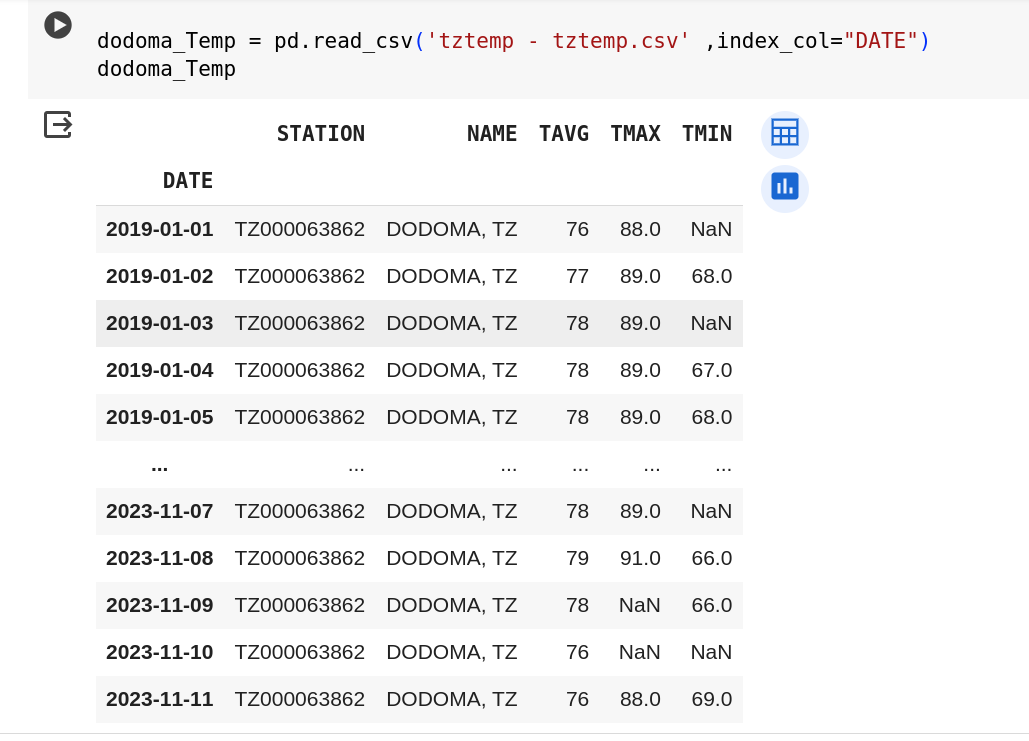 dodoma_Temp = pd.read_csv('tztemp - tztemp.csv' ,index_col="DATE")
dodoma_Temp
STATION NAME TAVG TMAX TMIN
DATE
2019-01-01 TZ000063862 DODOMA, TZ 76 88.0 NaN
2019-01-02 TZ000063862 DODOMA, TZ 77 89.0 68.0
2019-01-03 TZ000063862 DODOMA, TZ 78 89.0 NaN
2019-01-04 TZ000063862 DODOMA, TZ 78 89.0 67.0
2019-01-05 TZ000063862 DODOMA, TZ 78 89.0 68.0
... ... ... ... ... ...
2023-11-07 TZ000063862 DODOMA, TZ 78 89.0 NaN
2023-11-08 TZ000063862 DODOMA, TZ 79 91.0 66.0
2023-11-09 TZ000063862 DODOMA, TZ 78 NaN 66.0
2023-11-10 TZ000063862 DODOMA, TZ 76 NaN NaN
2023-11-11 TZ000063862 DODOMA, TZ 76 88.0 69.0